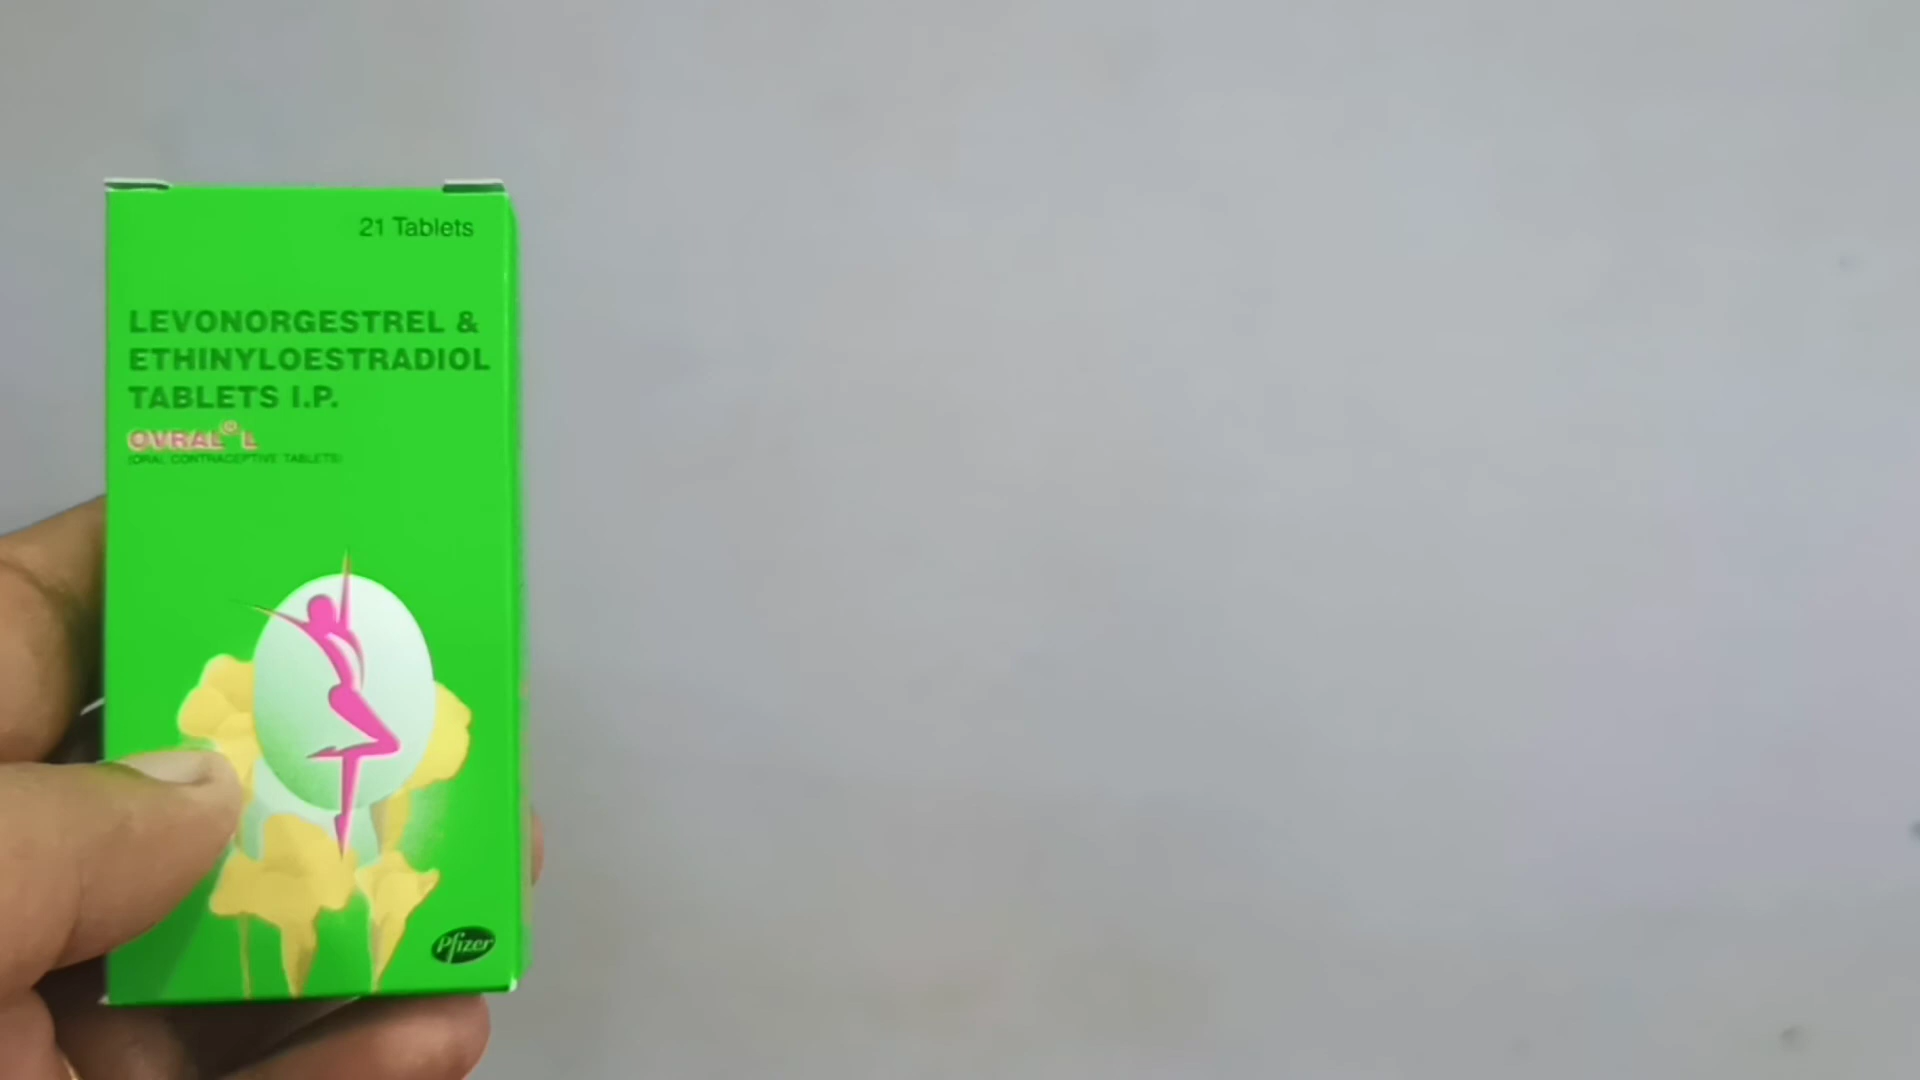 21 Tablets
LEVONORGESTREL &
ETHINYLOESTRADIOL
TABLETS I.P.
OVRAL® L
(ORAL CONTRACEPTIVE TABLETS)
Pfizer